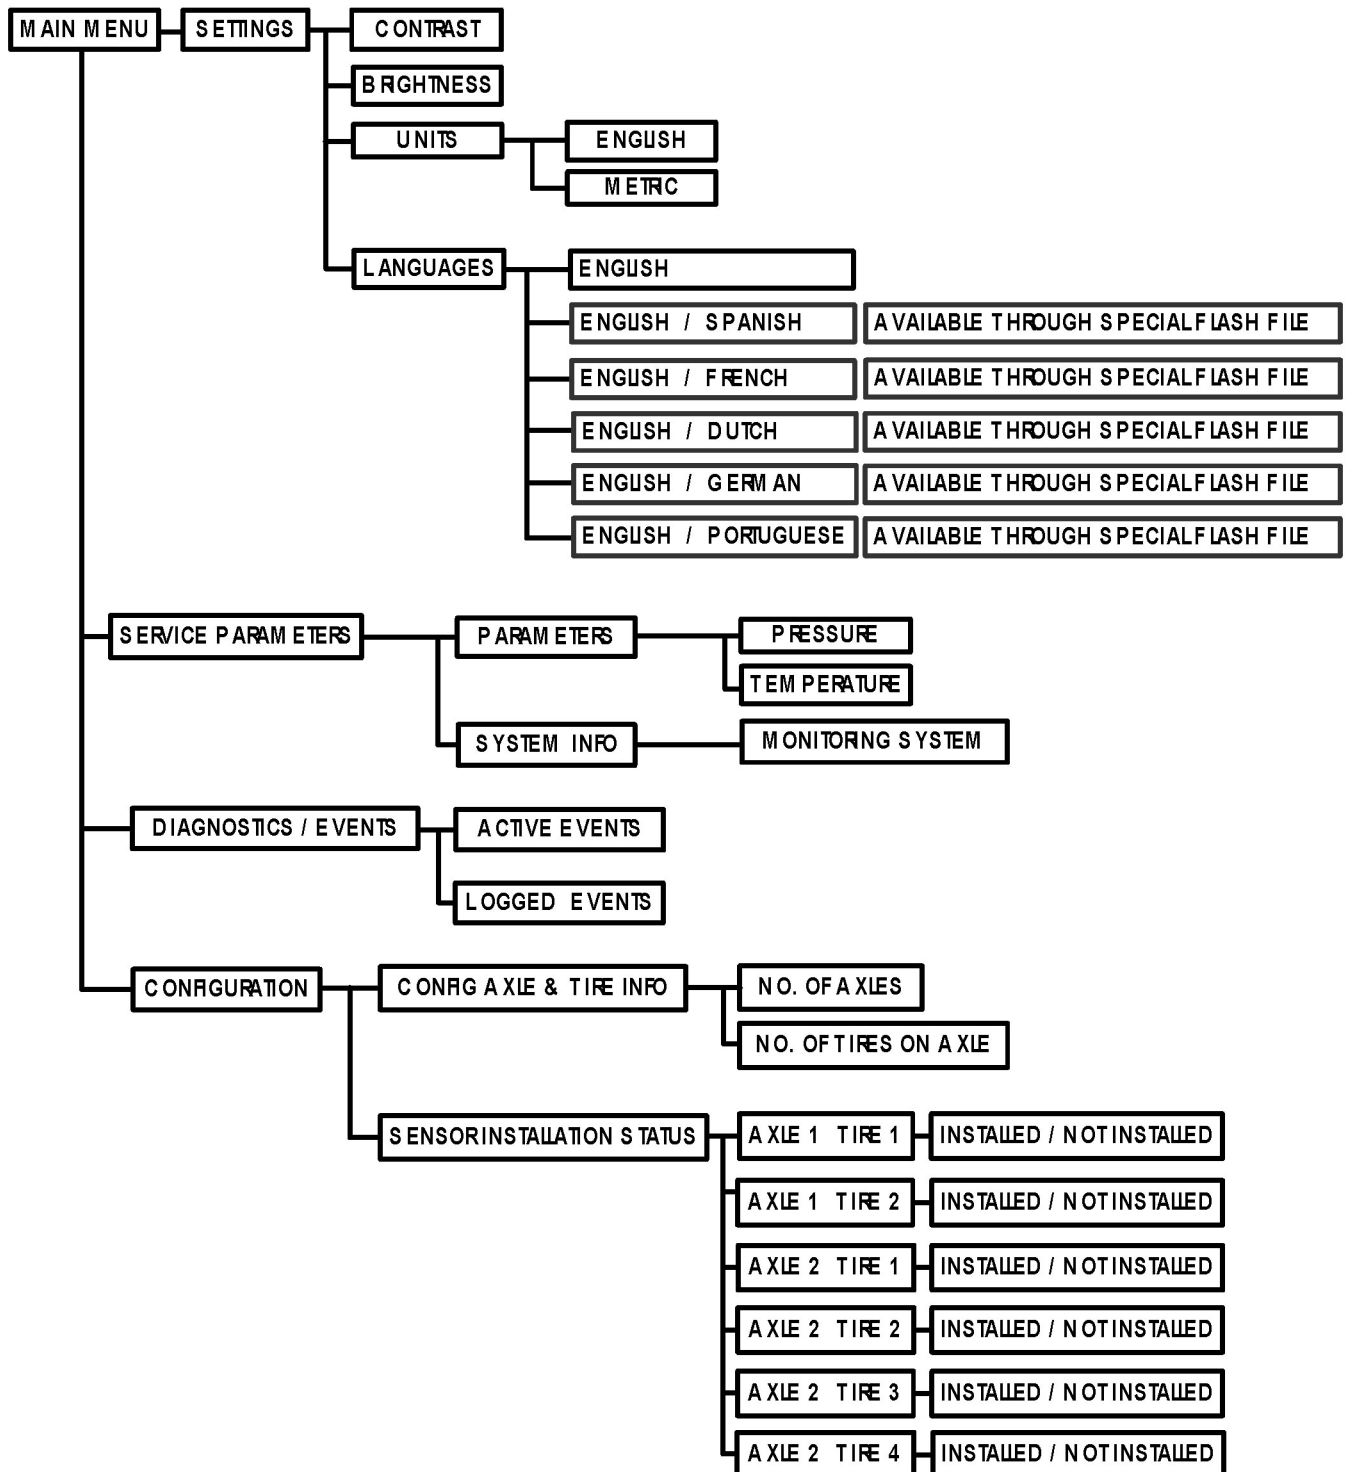 MAIN MENU
SETTINGS
CONTRAST
BRIGHTNESS
UNITS
ENGLISH
METRIC
LANGUAGES
ENGLISH
ENGLISH / SPANISH
AVAILABLE THROUGH SPECIAL FLASH FILE
ENGLISH / FRENCH
AVAILABLE THROUGH SPECIAL FLASH FILE
ENGLISH / DUTCH
AVAILABLE THROUGH SPECIAL FLASH FILE
ENGLISH / GERMAN
AVAILABLE THROUGH SPECIAL FLASH FILE
ENGLISH / PORTUGUESE
AVAILABLE THROUGH SPECIAL FLASH FILE
SERVICE PARAMETERS
PARAMETERS
PRESSURE
TEMPERATURE
SYSTEM INFO
MONITORING SYSTEM
DIAGNOSTICS / EVENTS
ACTIVE EVENTS
LOGGED EVENTS
CONFIGURATION
CONFIG AXLE & TIRE INFO
NO. OF AXLES
NO. OF TIRES ON AXLE
SENSOR INSTALLATION STATUS
AXLE 1 TIRE 1
INSTALLED / NOT INSTALLED
AXLE 1 TIRE 2
INSTALLED / NOT INSTALLED
AXLE 2 TIRE 1
INSTALLED / NOT INSTALLED
AXLE 2 TIRE 2
INSTALLED / NOT INSTALLED
AXLE 2 TIRE 3
INSTALLED / NOT INSTALLED
AXLE 2 TIRE 4
INSTALLED / NOT INSTALLED